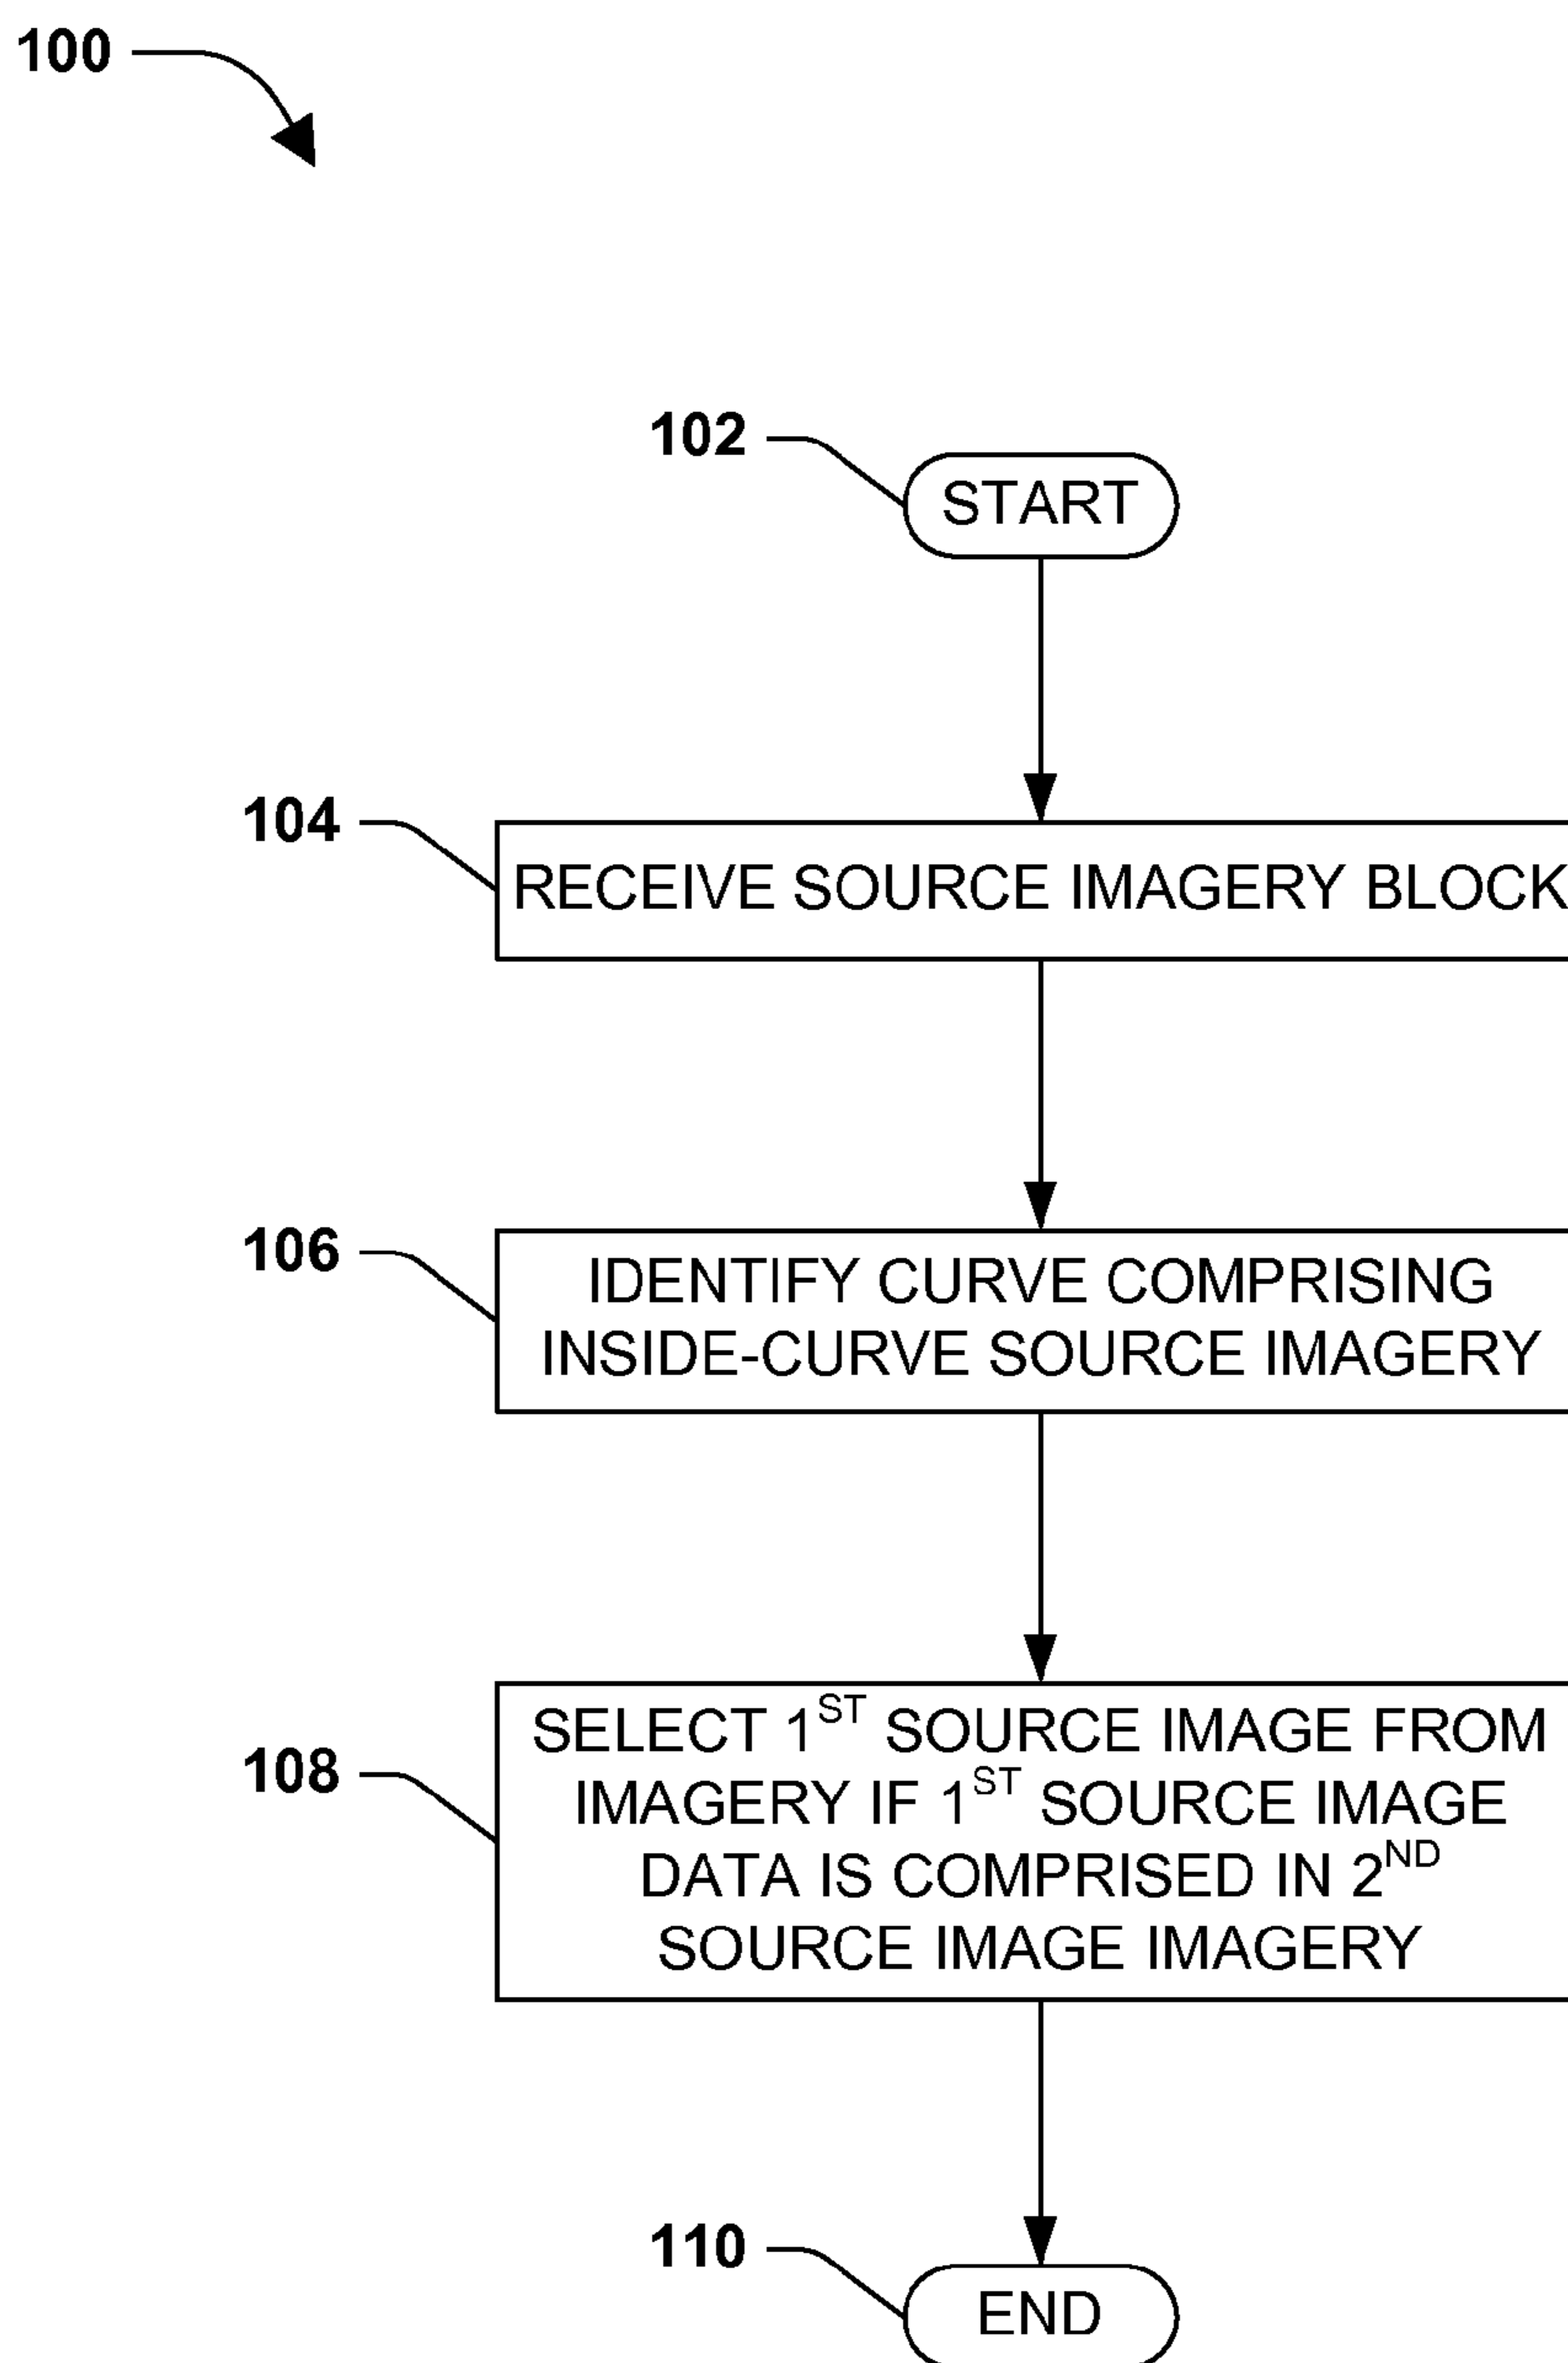 100
102
START
104
RECEIVE SOURCE IMAGERY BLOCK
106
IDENTIFY CURVE COMPRISING
INSIDE-CURVE SOURCE IMAGERY
108
SELECT 1ST SOURCE IMAGE FROM
IMAGERY IF 1ST SOURCE IMAGE
DATA IS COMPRISED IN 2ND
SOURCE IMAGE IMAGERY
110
END